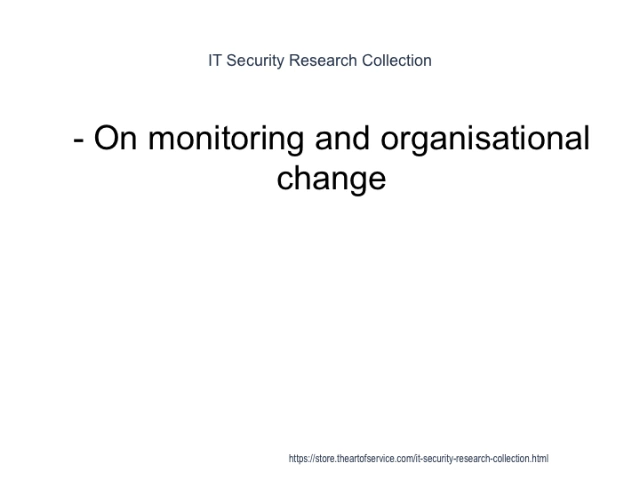 IT Security Research Collection
- On monitoring and organisational
change
https://store.theartofservice.com/it-security-research-collection.html